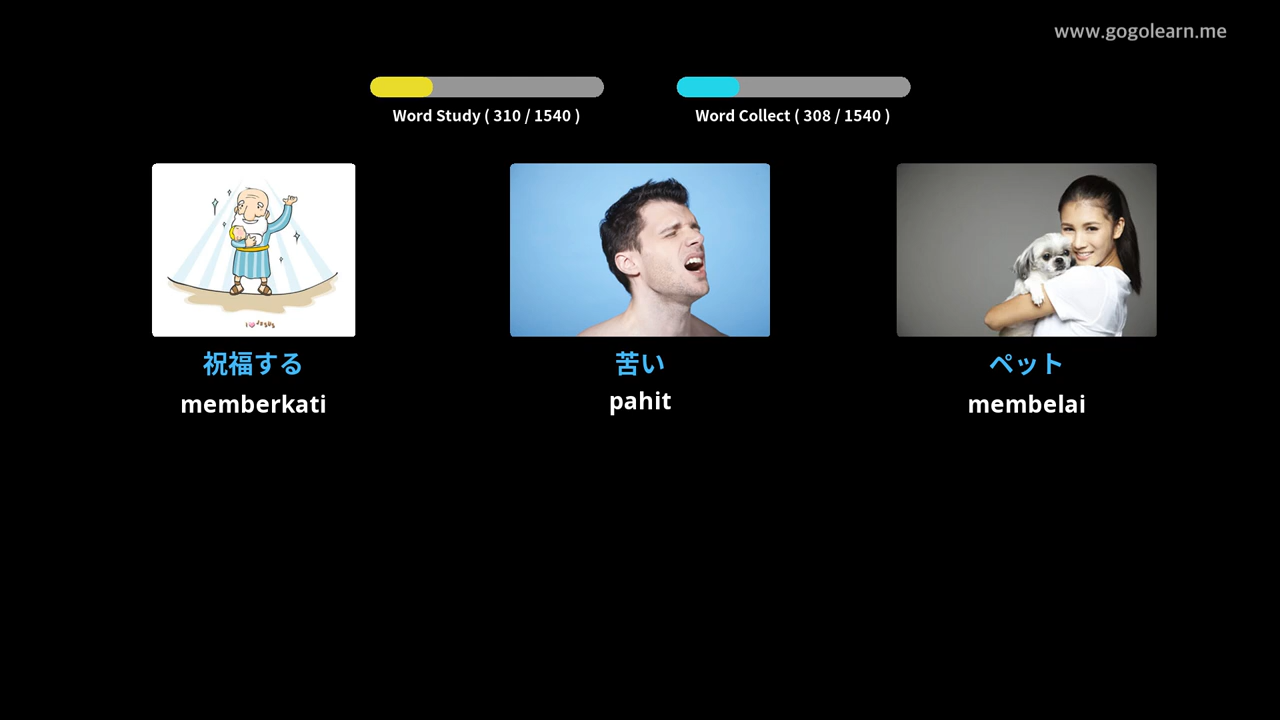 www.gogolearn.me
Word Study ( 310 / 1540 )
Word Collect ( 308 / 1540 )
I ♥ JESUS
祝福する
苦い
ペット
memberkati
pahit
membelai